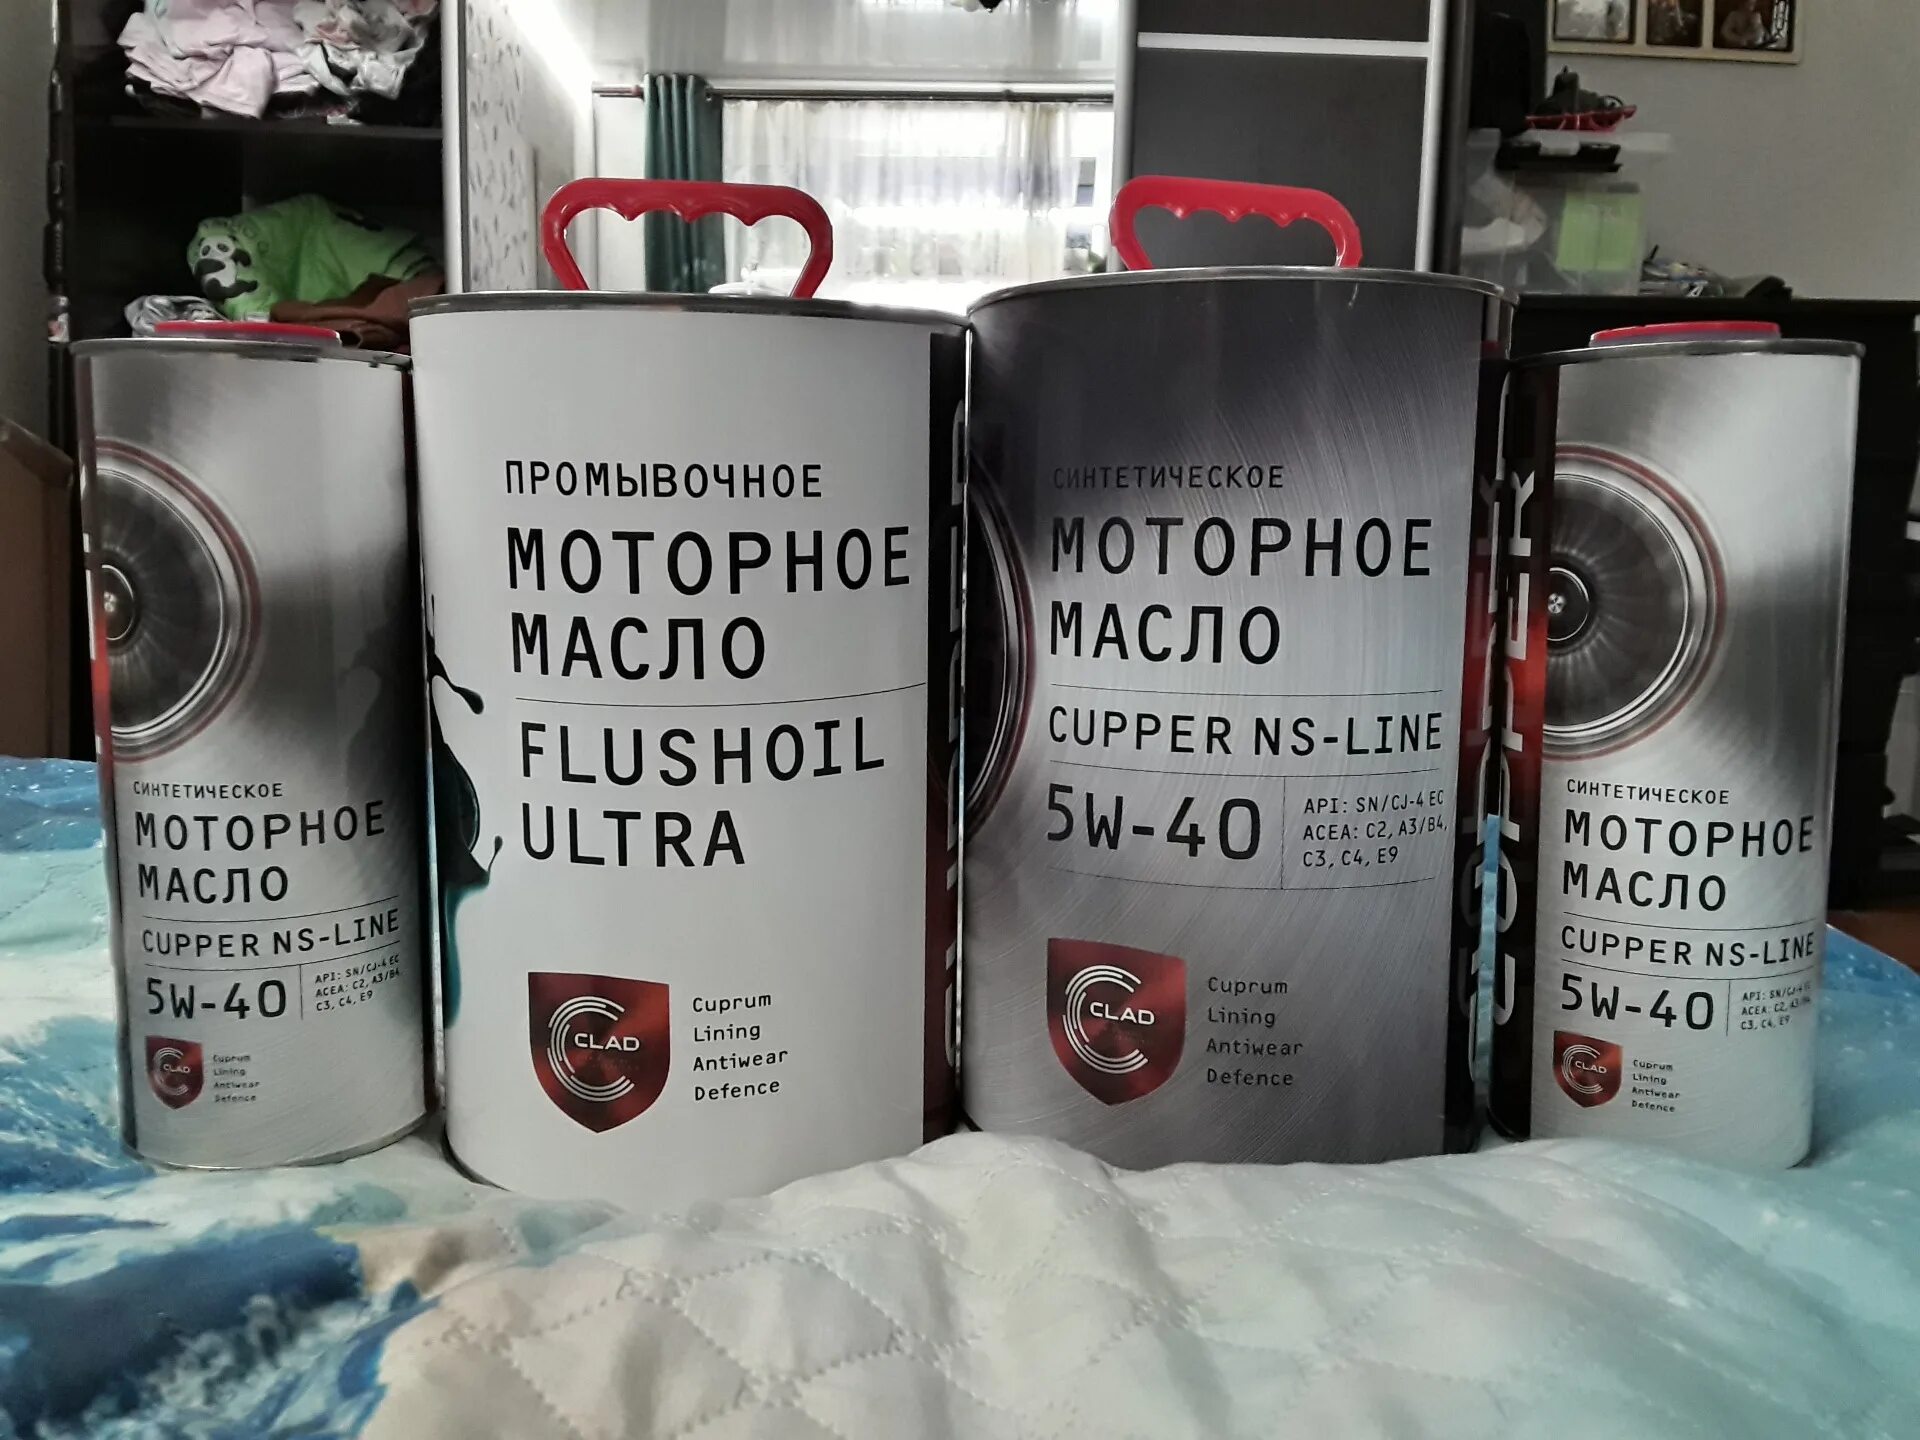 СИНТЕТИЧЕСКОЕ
МОТОРНОЕ
МАСЛО
CUPPER NS-LINE
5W-40
API: SN/CJ-4 EC
ACEA: C2, A3/B4,
C3, C4, E9
CLAD
Cuprum
Lining
Antiwear
Defence
ПРОМЫВОЧНОЕ
МОТОРНОЕ
МАСЛО
FLUSHOIL
ULTRA
CLAD
Cuprum
Lining
Antiwear
Defence
СИНТЕТИЧЕСКОЕ
МОТОРНОЕ
МАСЛО
CUPPER NS-LINE
5W-40
API: SN/CJ-4 EC
ACEA: C2, A3/B4,
C3, C4, E9
CLAD
Cuprum
Lining
Antiwear
Defence
CUPPER
СИНТЕТИЧЕСКОЕ
МОТОРНОЕ
МАСЛО
CUPPER NS-LINE
5W-40
API: SN/CJ-4 EC
ACEA: C2, A3/B4,
C3, C4, E9
CLAD
Cuprum
Lining
Antiwear
Defence